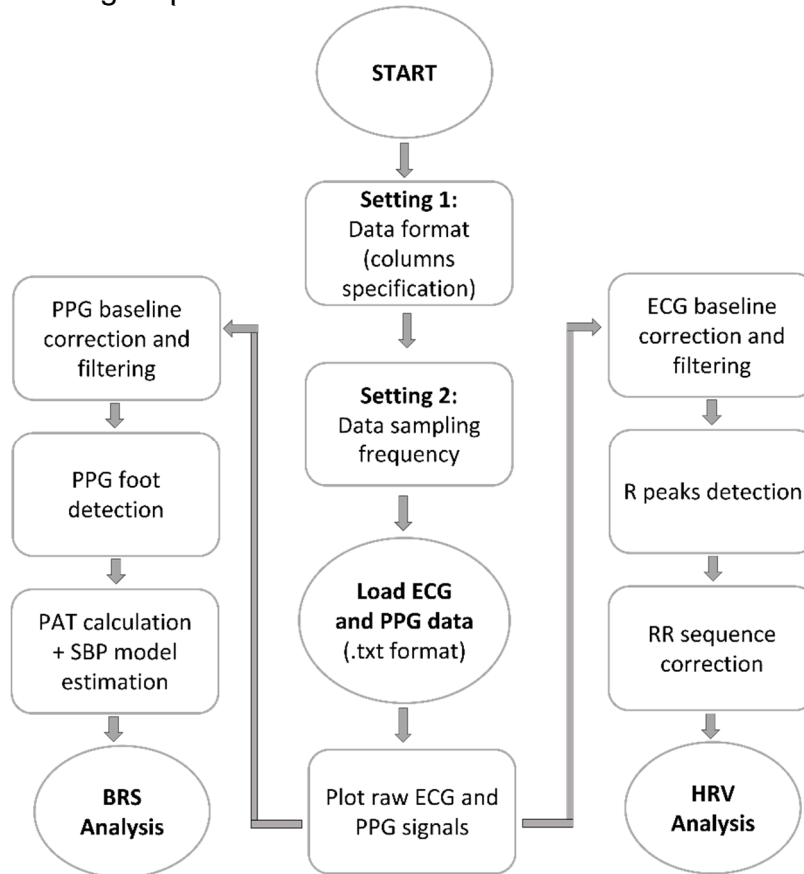 START
Setting 1:
Data format
(columns
specification)
Setting 2:
Data sampling
frequency
Load ECG
and PPG data
(.txt format)
Plot raw ECG and
PPG signals
PPG baseline
correction and
filtering
PPG foot
detection
PAT calculation
+ SBP model
estimation
BRS
Analysis
ECG baseline
correction and
filtering
R peaks detection
RR sequence
correction
HRV
Analysis